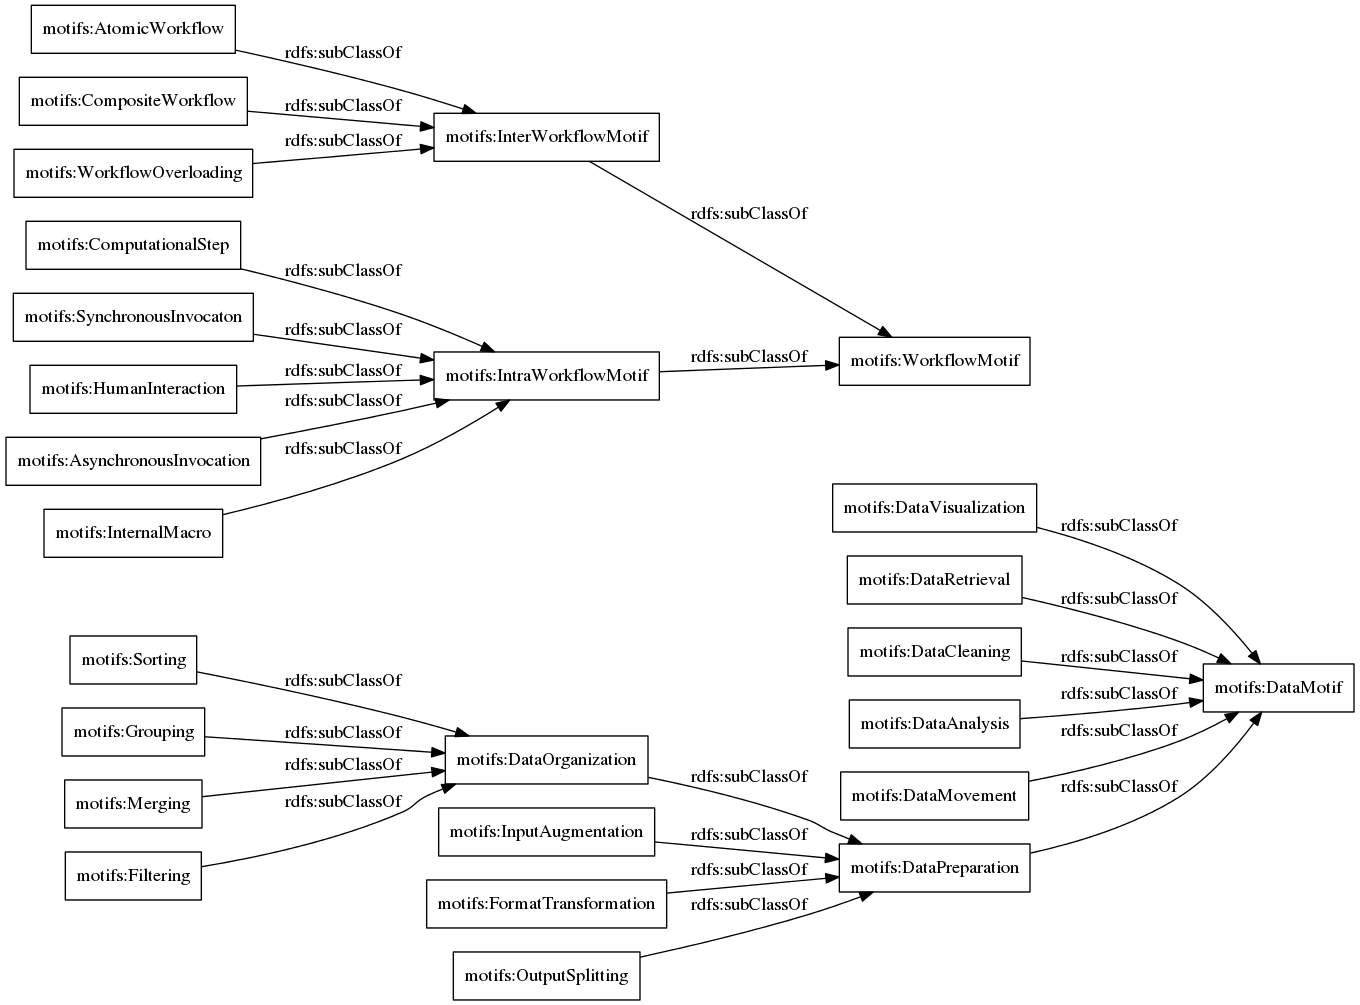 motifs:AtomicWorkflow
rdfs:subClassOf
motifs:CompositeWorkflow
rdfs:subClassOf
motifs:InterWorkflowMotif
rdfs:subClassOf
motifs:WorkflowOverloading
rdfs:subClassOf
motifs:ComputationalStep
rdfs:subClassOf
motifs:SynchronousInvocaton
rdfs:subClassOf
motifs:HumanInteraction
rdfs:subClassOf
motifs:IntraWorkflowMotif
rdfs:subClassOf
motifs:WorkflowMotif
rdfs:subClassOf
motifs:AsynchronousInvocation
rdfs:subClassOf
motifs:InternalMacro
motifs:DataVisualization
rdfs:subClassOf
motifs:DataRetrieval
rdfs:subClassOf
motifs:DataCleaning
rdfs:subClassOf
motifs:DataMotif
motifs:DataAnalysis
rdfs:subClassOf
motifs:DataMovement
rdfs:subClassOf
rdfs:subClassOf
motifs:Sorting
rdfs:subClassOf
motifs:Grouping
rdfs:subClassOf
motifs:DataOrganization
rdfs:subClassOf
motifs:Merging
rdfs:subClassOf
motifs:Filtering
rdfs:subClassOf
motifs:InputAugmentation
rdfs:subClassOf
motifs:DataPreparation
motifs:FormatTransformation
rdfs:subClassOf
motifs:OutputSplitting
rdfs:subClassOf